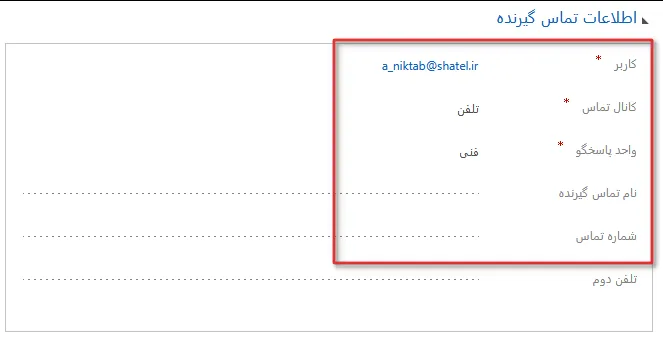 اطلاعات تماس گیرنده
کاربر * a_niktab@shatel.ir
کانال تماس * تلفن
واحد پاسخگو * فنی
نام تماس گیرنده
شماره تماس
تلفن دوم